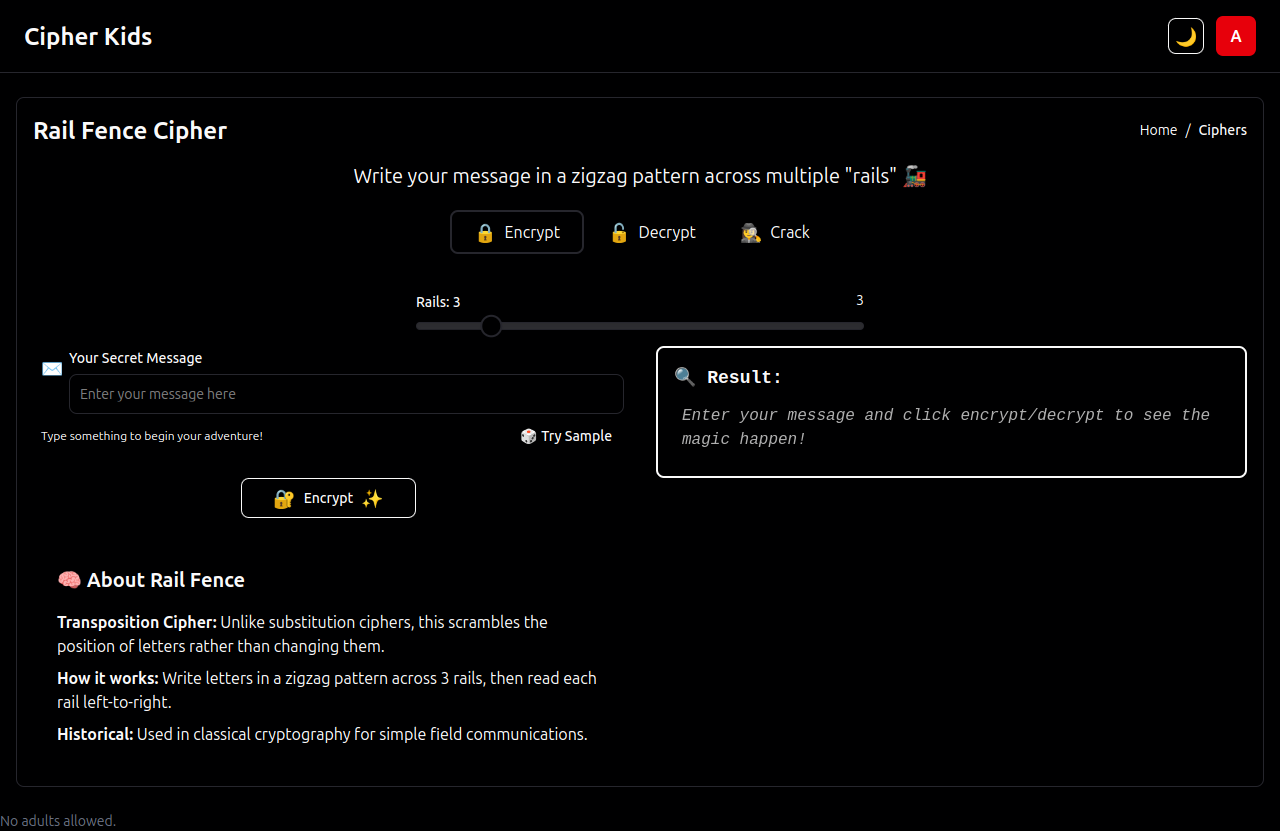 Cipher Kids
A
Rail Fence Cipher
Home / Ciphers
Write your message in a zigzag pattern across multiple "rails"
Encrypt
Decrypt
Crack
Rails: 3
3
Your Secret Message
Enter your message here
Type something to begin your adventure!
Try Sample
Encrypt
Result:
Enter your message and click encrypt/decrypt to see the
magic happen!
About Rail Fence
Transposition Cipher: Unlike substitution ciphers, this scrambles the
position of letters rather than changing them.
How it works: Write letters in a zigzag pattern across 3 rails, then read each
rail left-to-right.
Historical: Used in classical cryptography for simple field communications.
No adults allowed.